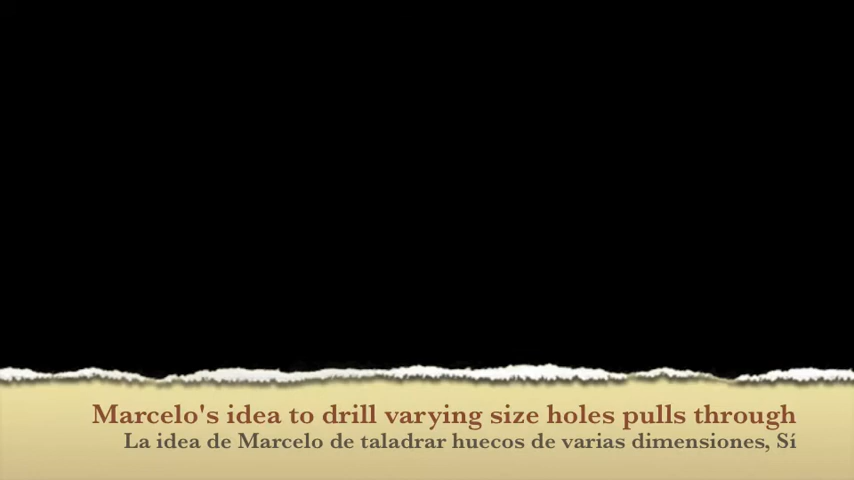 Marcelo's idea to drill varying size holes pulls through
La idea de Marcelo de taladrar huecos de varias dimensiones, Sí